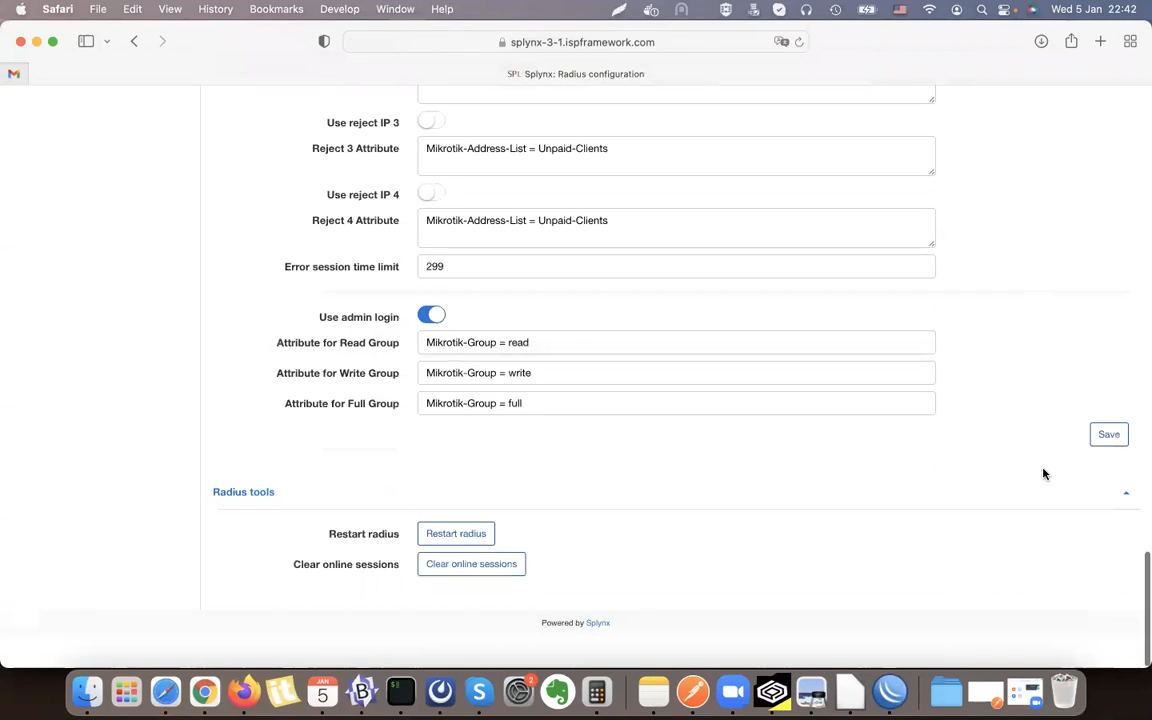 Safari File Edit View History Bookmarks Develop Window Help Wed 5 Jan 22:42
splynx-3-1.ispframework.com
SPL Splynx: Radius configuration
Use reject IP 3
Reject 3 Attribute Mikrotik-Address-List = Unpaid-Clients
Use reject IP 4
Reject 4 Attribute Mikrotik-Address-List = Unpaid-Clients
Error session time limit 299
Use admin login
Attribute for Read Group Mikrotik-Group = read
Attribute for Write Group Mikrotik-Group = write
Attribute for Full Group Mikrotik-Group = full
Save
Radius tools
Restart radius Restart radius
Clear online sessions Clear online sessions
Powered by Splynx
JAN
5
2